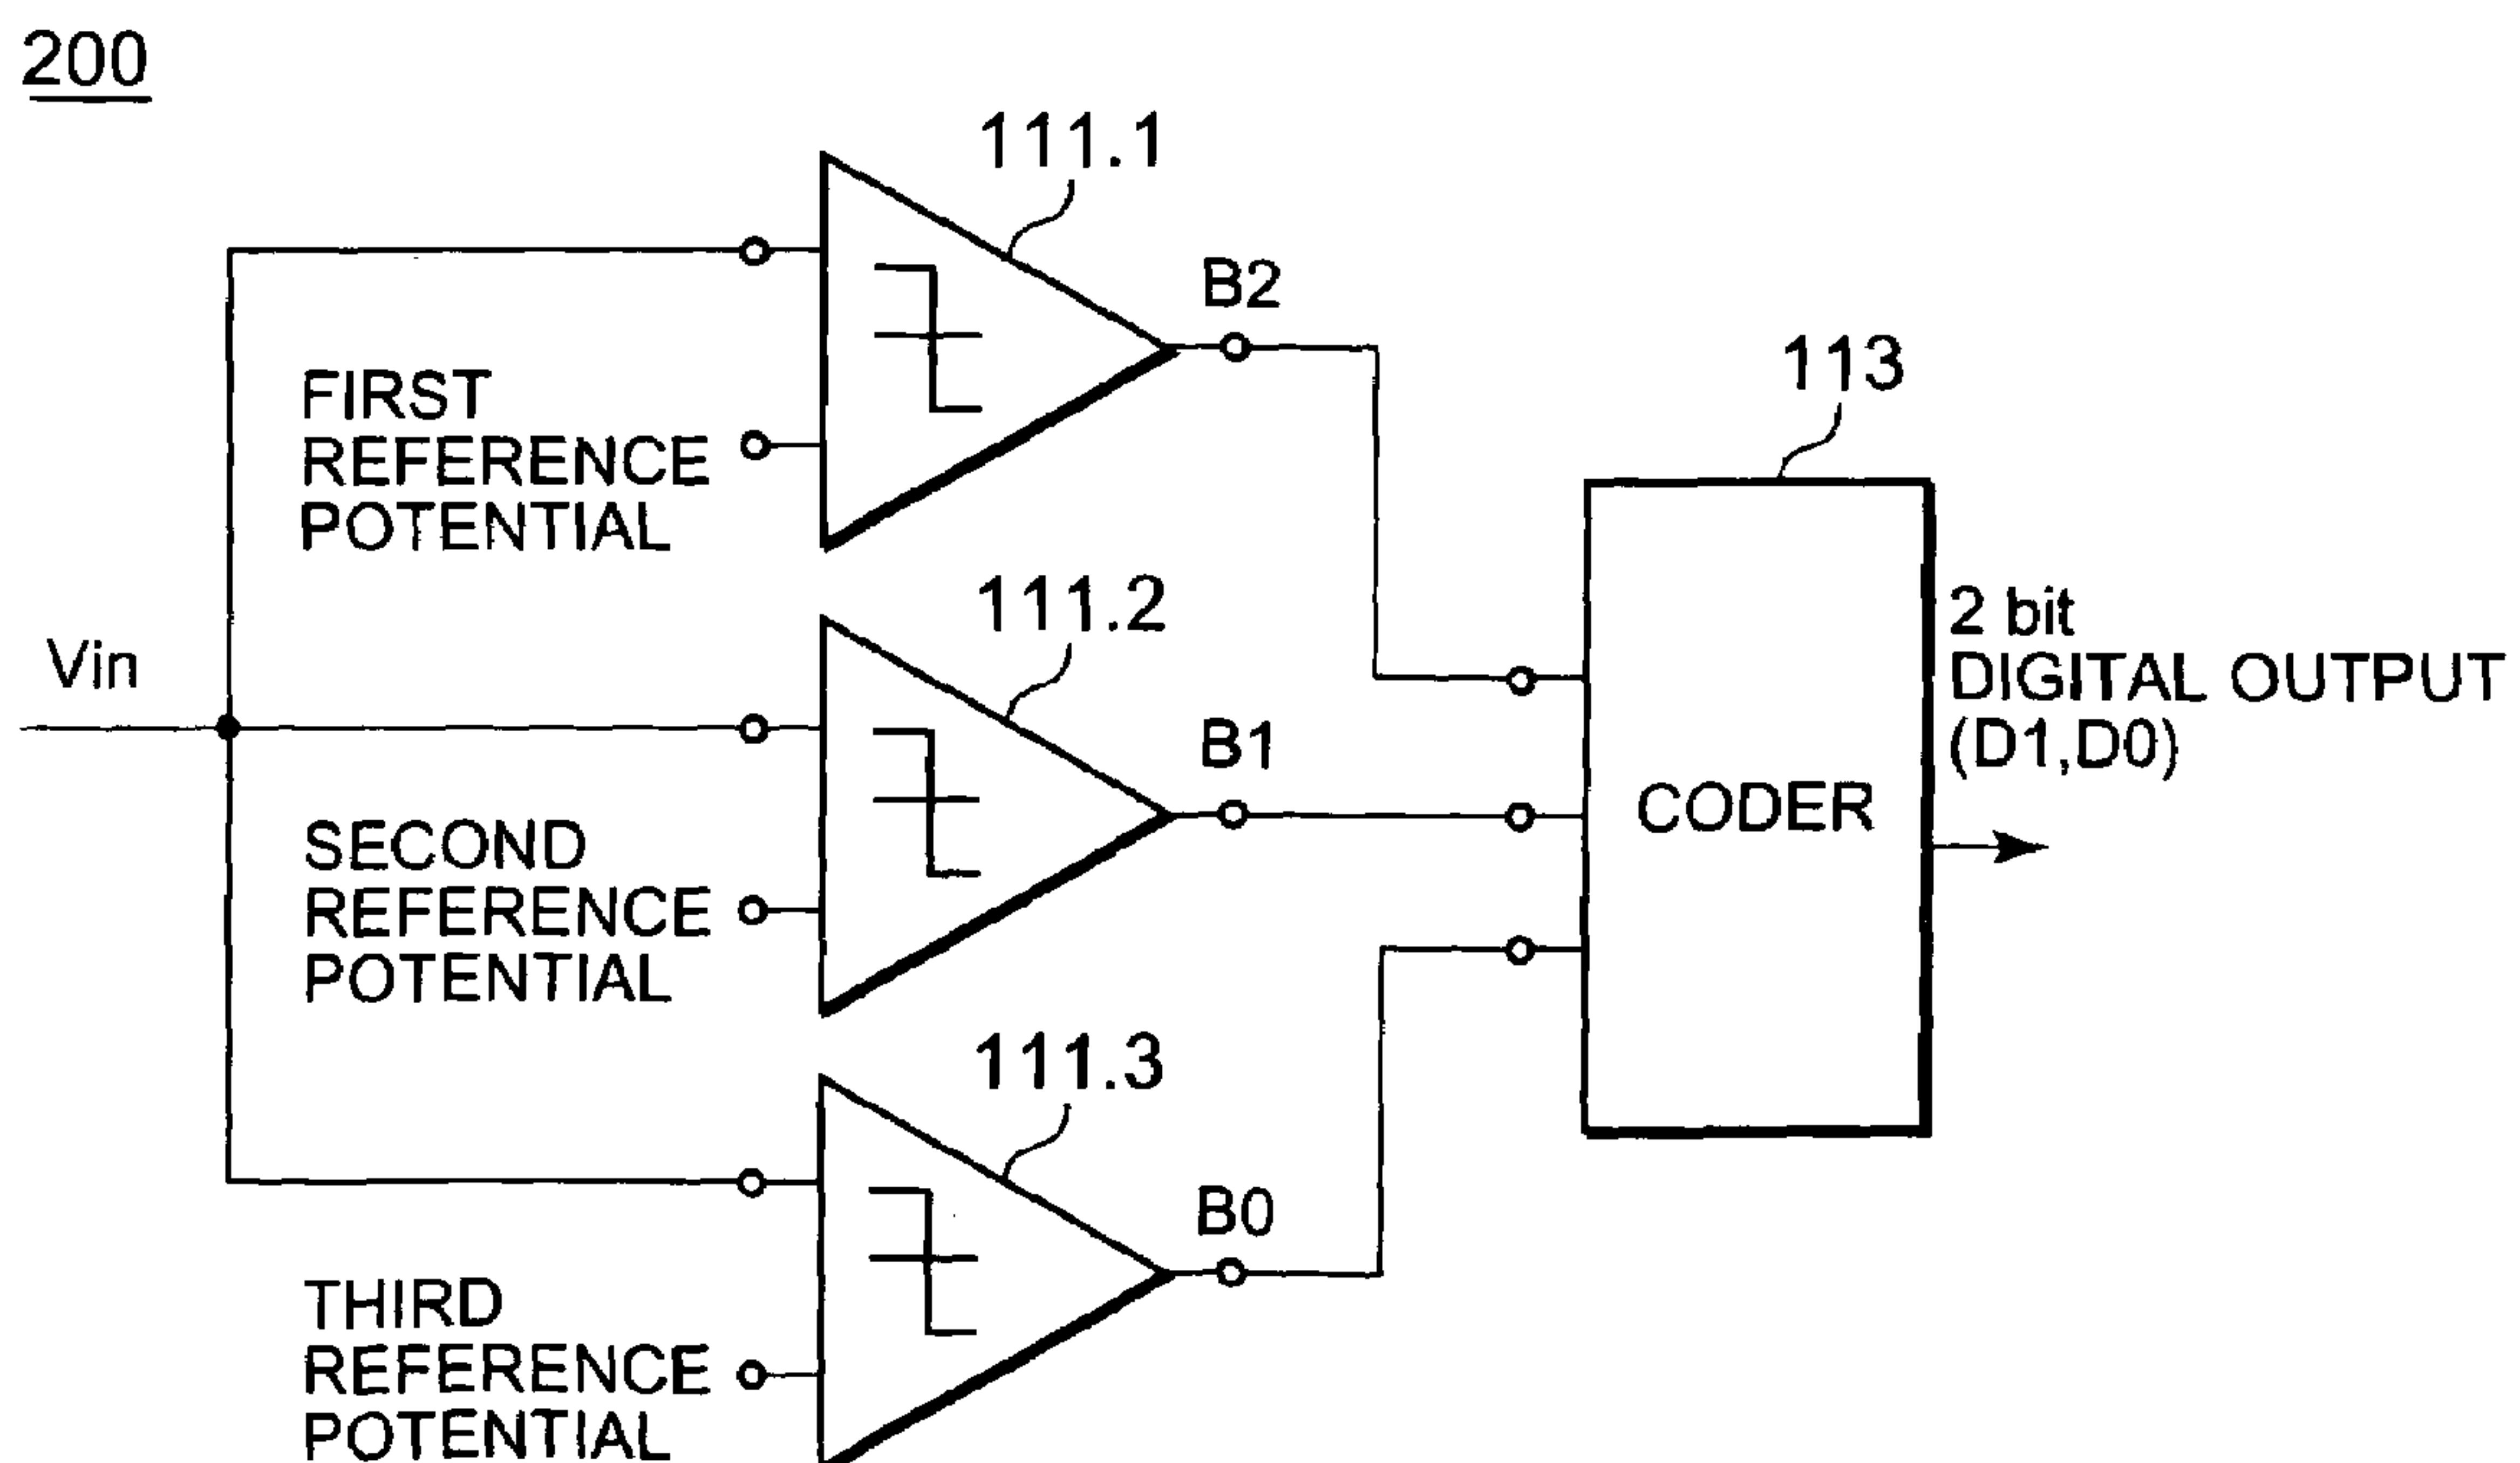 200
111.1
B2
FIRST
REFERENCE
POTENTIAL
113
111.2
Vin
B1
2 bit
DIGITAL OUTPUT
(D1,D0)
CODER
SECOND
REFERENCE
POTENTIAL
111.3
B0
THIRD
REFERENCE
POTENTIAL